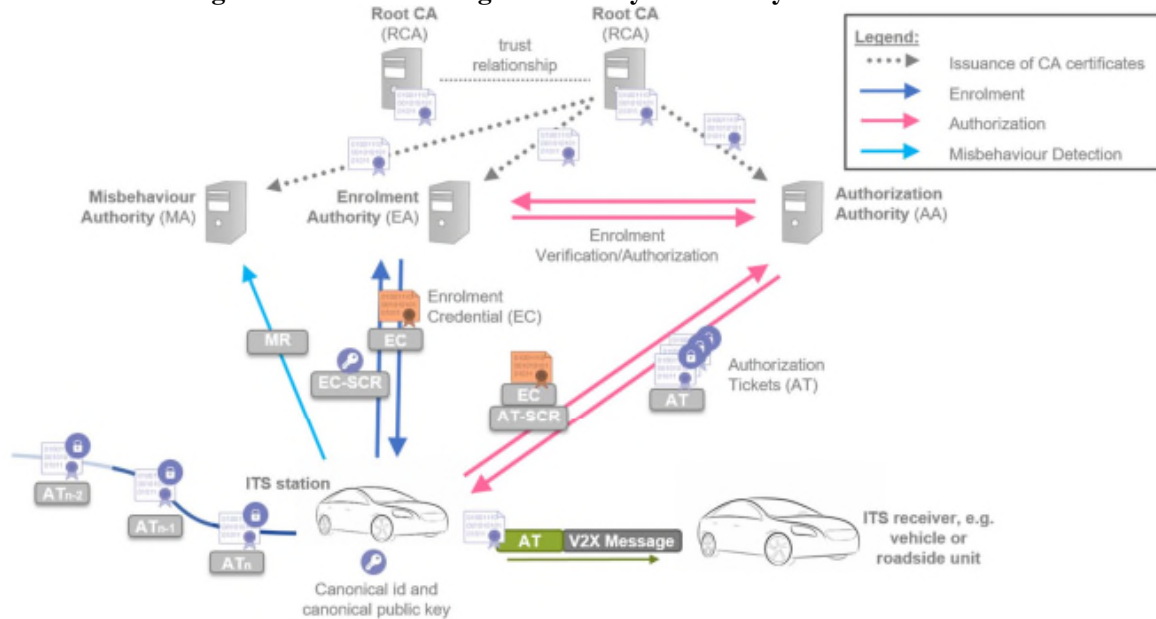 Root CA
(RCA)
Root CA
(RCA)
trust
relationship
Legend:
Issuance of CA certificates
Enrolment
Authorization
Misbehaviour Detection
Misbehaviour
Authority (MA)
Enrolment
Authority (EA)
Authorization
Authority (AA)
Enrolment
Verification/Authorization
Enrolment
Credential (EC)
MR
EC
EC-SCR
EC
AT-SCR
AT
Authorization
Tickets (AT)
ITS station
ATn-2
ATn-1
ATn
AT
V2X Message
ITS receiver, e.g.
vehicle or
roadside unit
Canonical id and
canonical public key